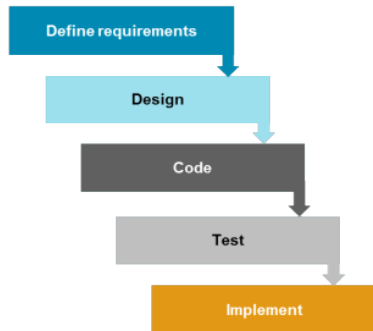 Define requirements
Design
Code
Test
Implement